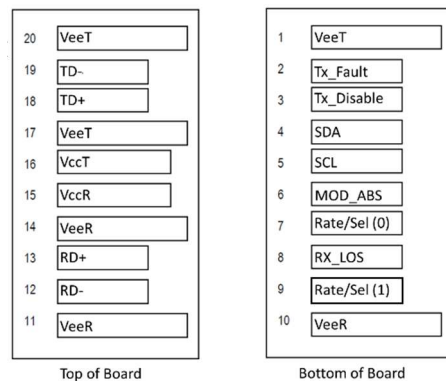 20 VeeT
19 TD-
18 TD+
17 VeeT
16 VccT
15 VccR
14 VeeR
13 RD+
12 RD-
11 VeeR
Top of Board
1 VeeT
2 Tx_Fault
3 Tx_Disable
4 SDA
5 SCL
6 MOD_ABS
7 Rate/Sel (0)
8 RX_LOS
9 Rate/Sel (1)
10 VeeR
Bottom of Board